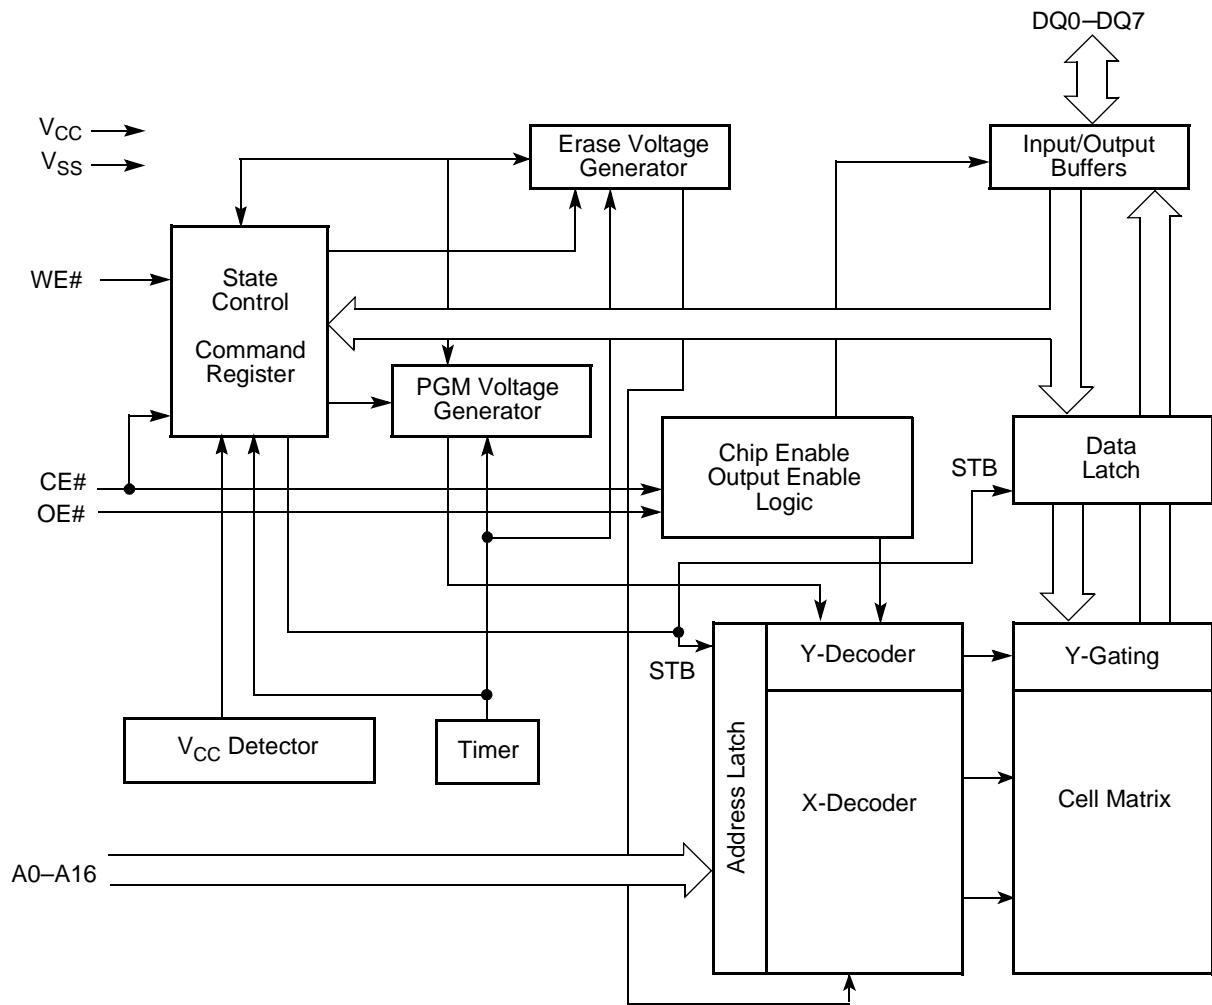 DQ0–DQ7
VCC
VSS
Erase Voltage
Generator
Input/Output
Buffers
WE#
State
Control
Command
Register
PGM Voltage
Generator
Chip Enable
Output Enable
Logic
STB
Data
Latch
CE#
OE#
STB
Y-Decoder
Y-Gating
VCC Detector
Timer
Address Latch
X-Decoder
Cell Matrix
A0–A16